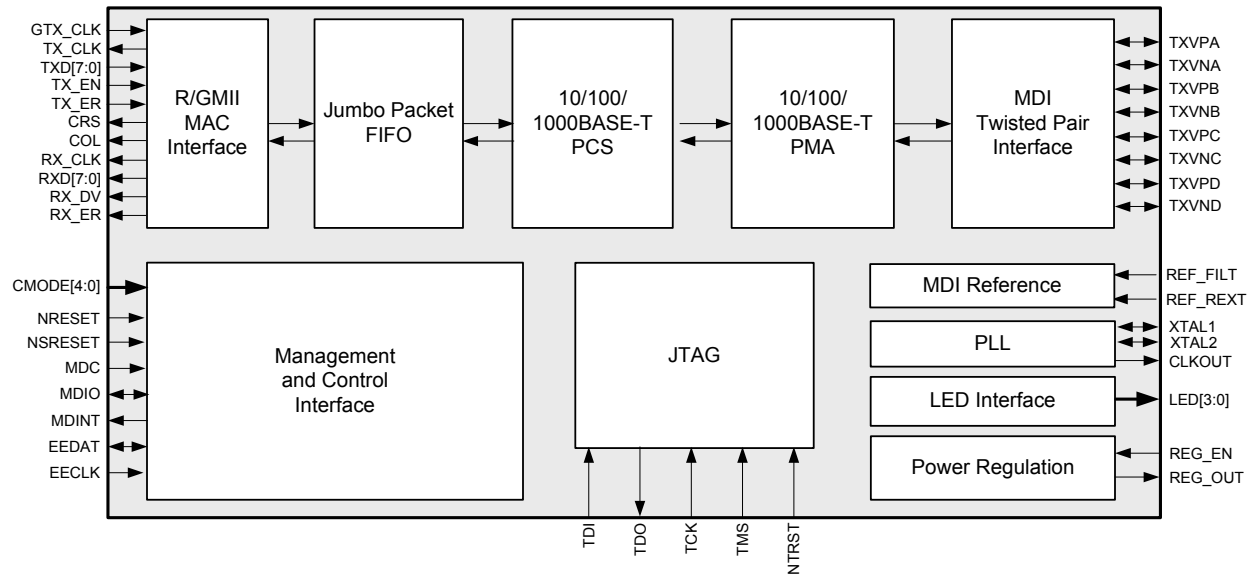 GTX_CLK
TX_CLK
TXD[7:0]
TX_EN
TX_ER
CRS
COL
RX_CLK
RXD[7:0]
RX_DV
RX_ER
R/GMII
MAC
Interface
Jumbo Packet
FIFO
10/100/
1000BASE-T
PCS
10/100/
1000BASE-T
PMA
MDI
Twisted Pair
Interface
TXVPA
TXVNA
TXVPB
TXVNB
TXVPC
TXVNC
TXVPD
TXVND
CMODE[4:0]
NRESET
NSRESET
MDC
MDIO
MDINT
EEDAT
EECLK
Management
and Control
Interface
JTAG
TDI
TDO
TCK
TMS
NTRST
MDI Reference
REF_FILT
REF_REXT
PLL
XTAL1
XTAL2
CLKOUT
LED Interface
LED[3:0]
Power Regulation
REG_EN
REG_OUT